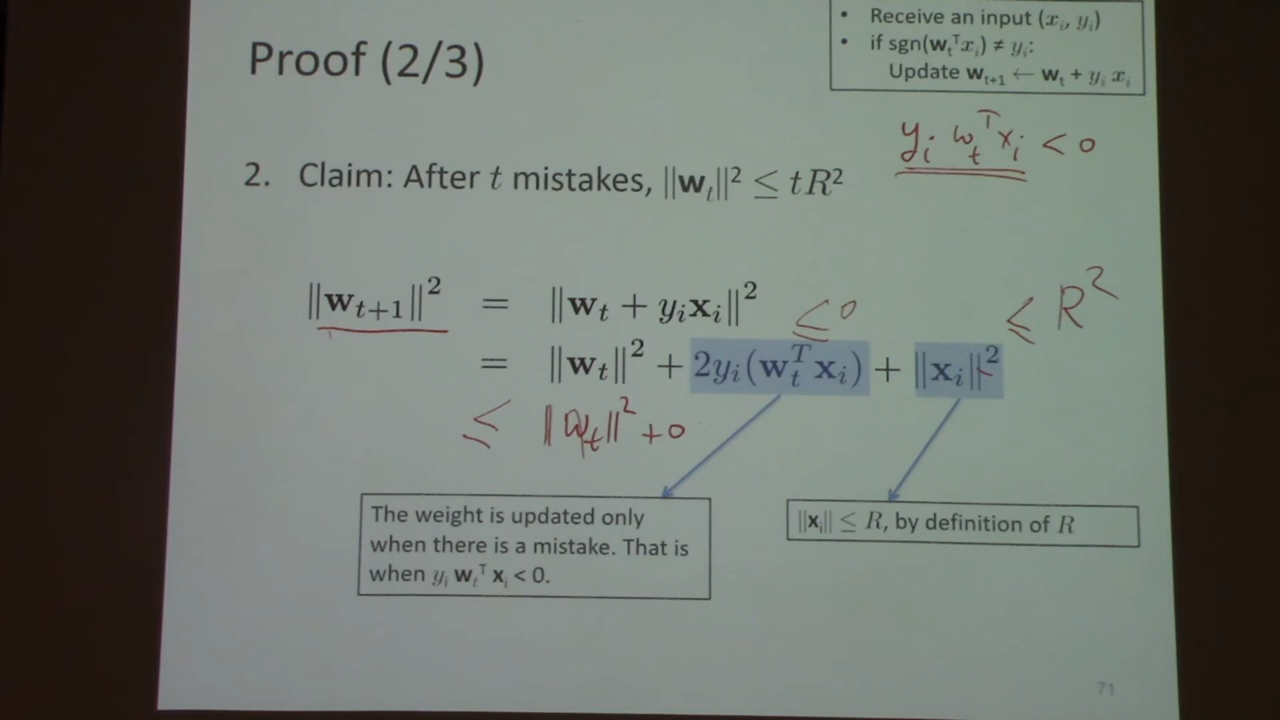 Proof (2/3)
• Receive an input (xᵢ, yᵢ)
• if sgn(wₜᵀxᵢ) ≠ yᵢ:
Update wₜ₊₁ ← wₜ + yᵢ xᵢ
yᵢ wₜᵀxᵢ < 0
2. Claim: After t mistakes, ||wₜ||² ≤ tR²
||wₜ₊₁||² = ||wₜ + yᵢxᵢ||²
≤ 0
≤ R²
= ||wₜ||² + 2yᵢ(wₜᵀxᵢ) + ||xᵢ||²
≤ ||wₜ||² + 0
The weight is updated only
when there is a mistake. That is
when yᵢ wₜᵀ xᵢ < 0.
||xᵢ|| ≤ R, by definition of R
71